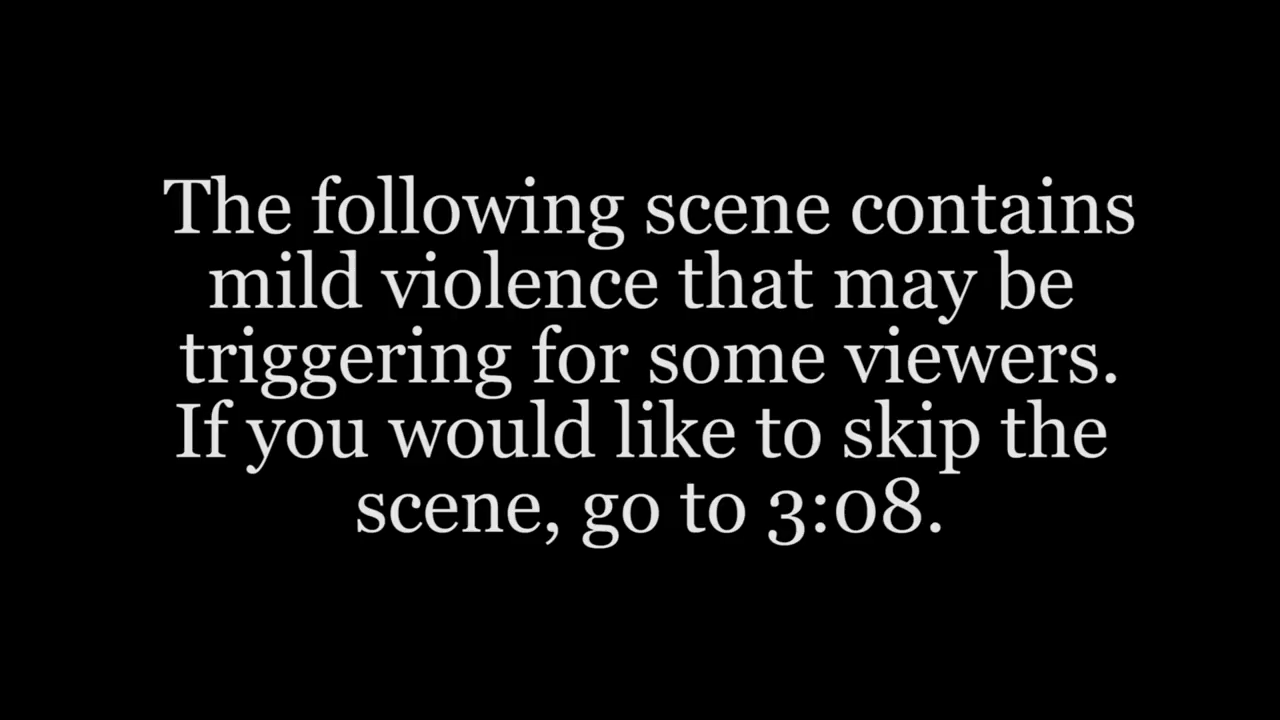 The following scene contains
mild violence that may be
triggering for some viewers.
If you would like to skip the
scene, go to 3:08.